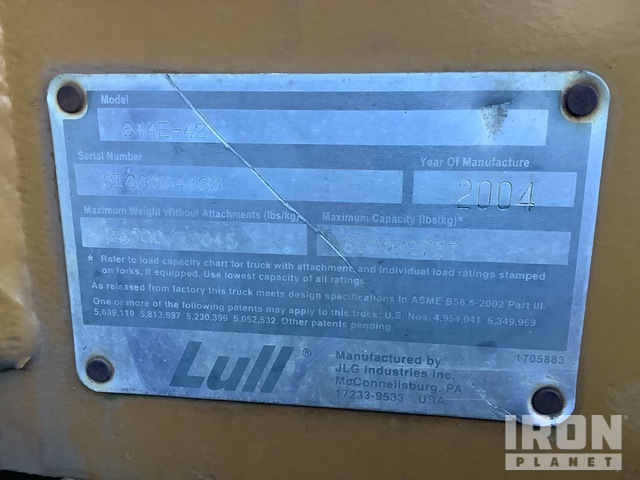 Model
644E-42
Serial Number
Year Of Manufacture
2004
Maximum Weight Without Attachments (lbs/kg)
Maximum Capacity (lbs/kg)*
* Refer to load capacity chart for truck with attachment, and individual load ratings stamped
on forks, if equipped. Use lowest capacity of all ratings.
As released from factory this truck meets design specifications in ASME B56.6-2002 Part III.
One or more of the following patents may apply to this truck: U.S. Nos. 4,954,041 6,349,969
5,639,119 5,813,697 5,230,399 5,052,532. Other patents pending
Lull®
Manufactured by
JLG Industries Inc.
McConnellsburg, PA
17233-9533 USA
1705883
IRON
PLANET